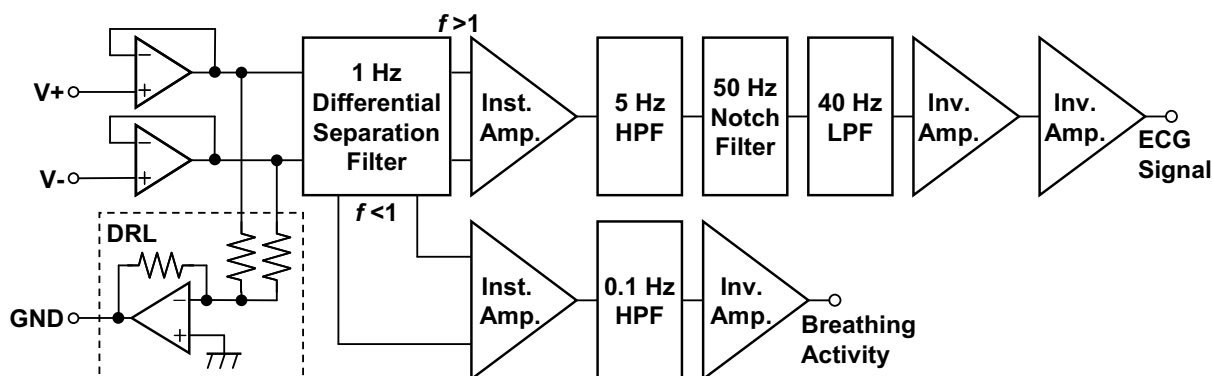 f >1
V+
−
+
V-
−
+
1 Hz
Differential
Separation
Filter
Inst.
Amp.
5 Hz
HPF
50 Hz
Notch
Filter
40 Hz
LPF
Inv.
Amp.
Inv.
Amp.
ECG
Signal
f <1
DRL
GND
−
+
Inst.
Amp.
0.1 Hz
HPF
Inv.
Amp.
Breathing
Activity